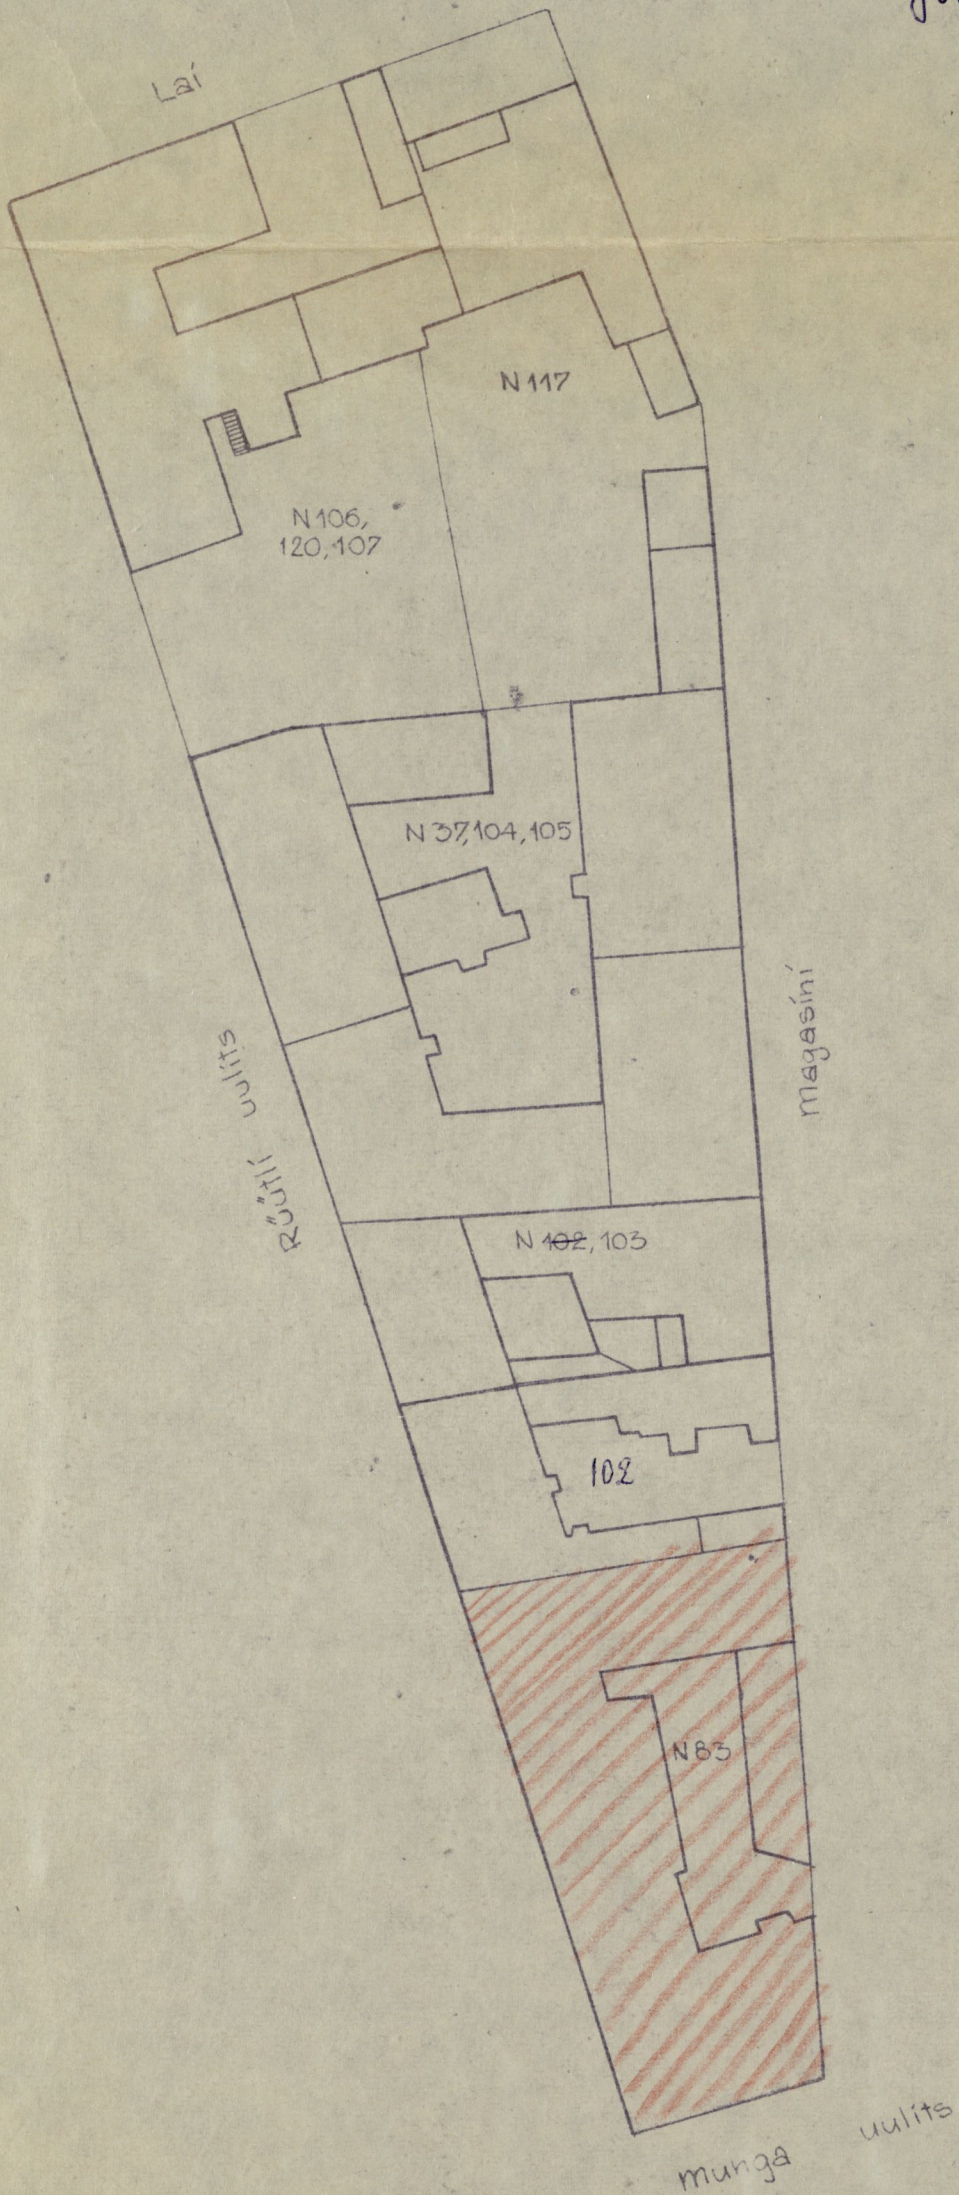 Lai
N 117
N 106,
120, 107
N 37, 104, 105
magasini
Rüütli uulits
N 102, 103
102
N 83
munga uulits